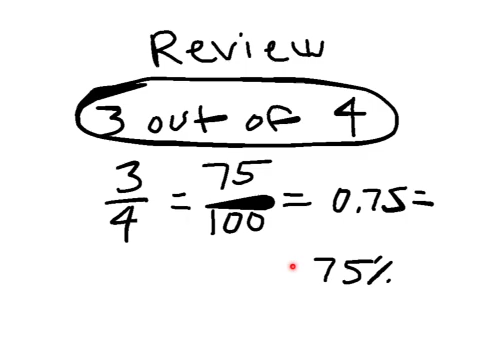 Review
3 out of 4
3/4 = 75/100 = 0.75 =
75%